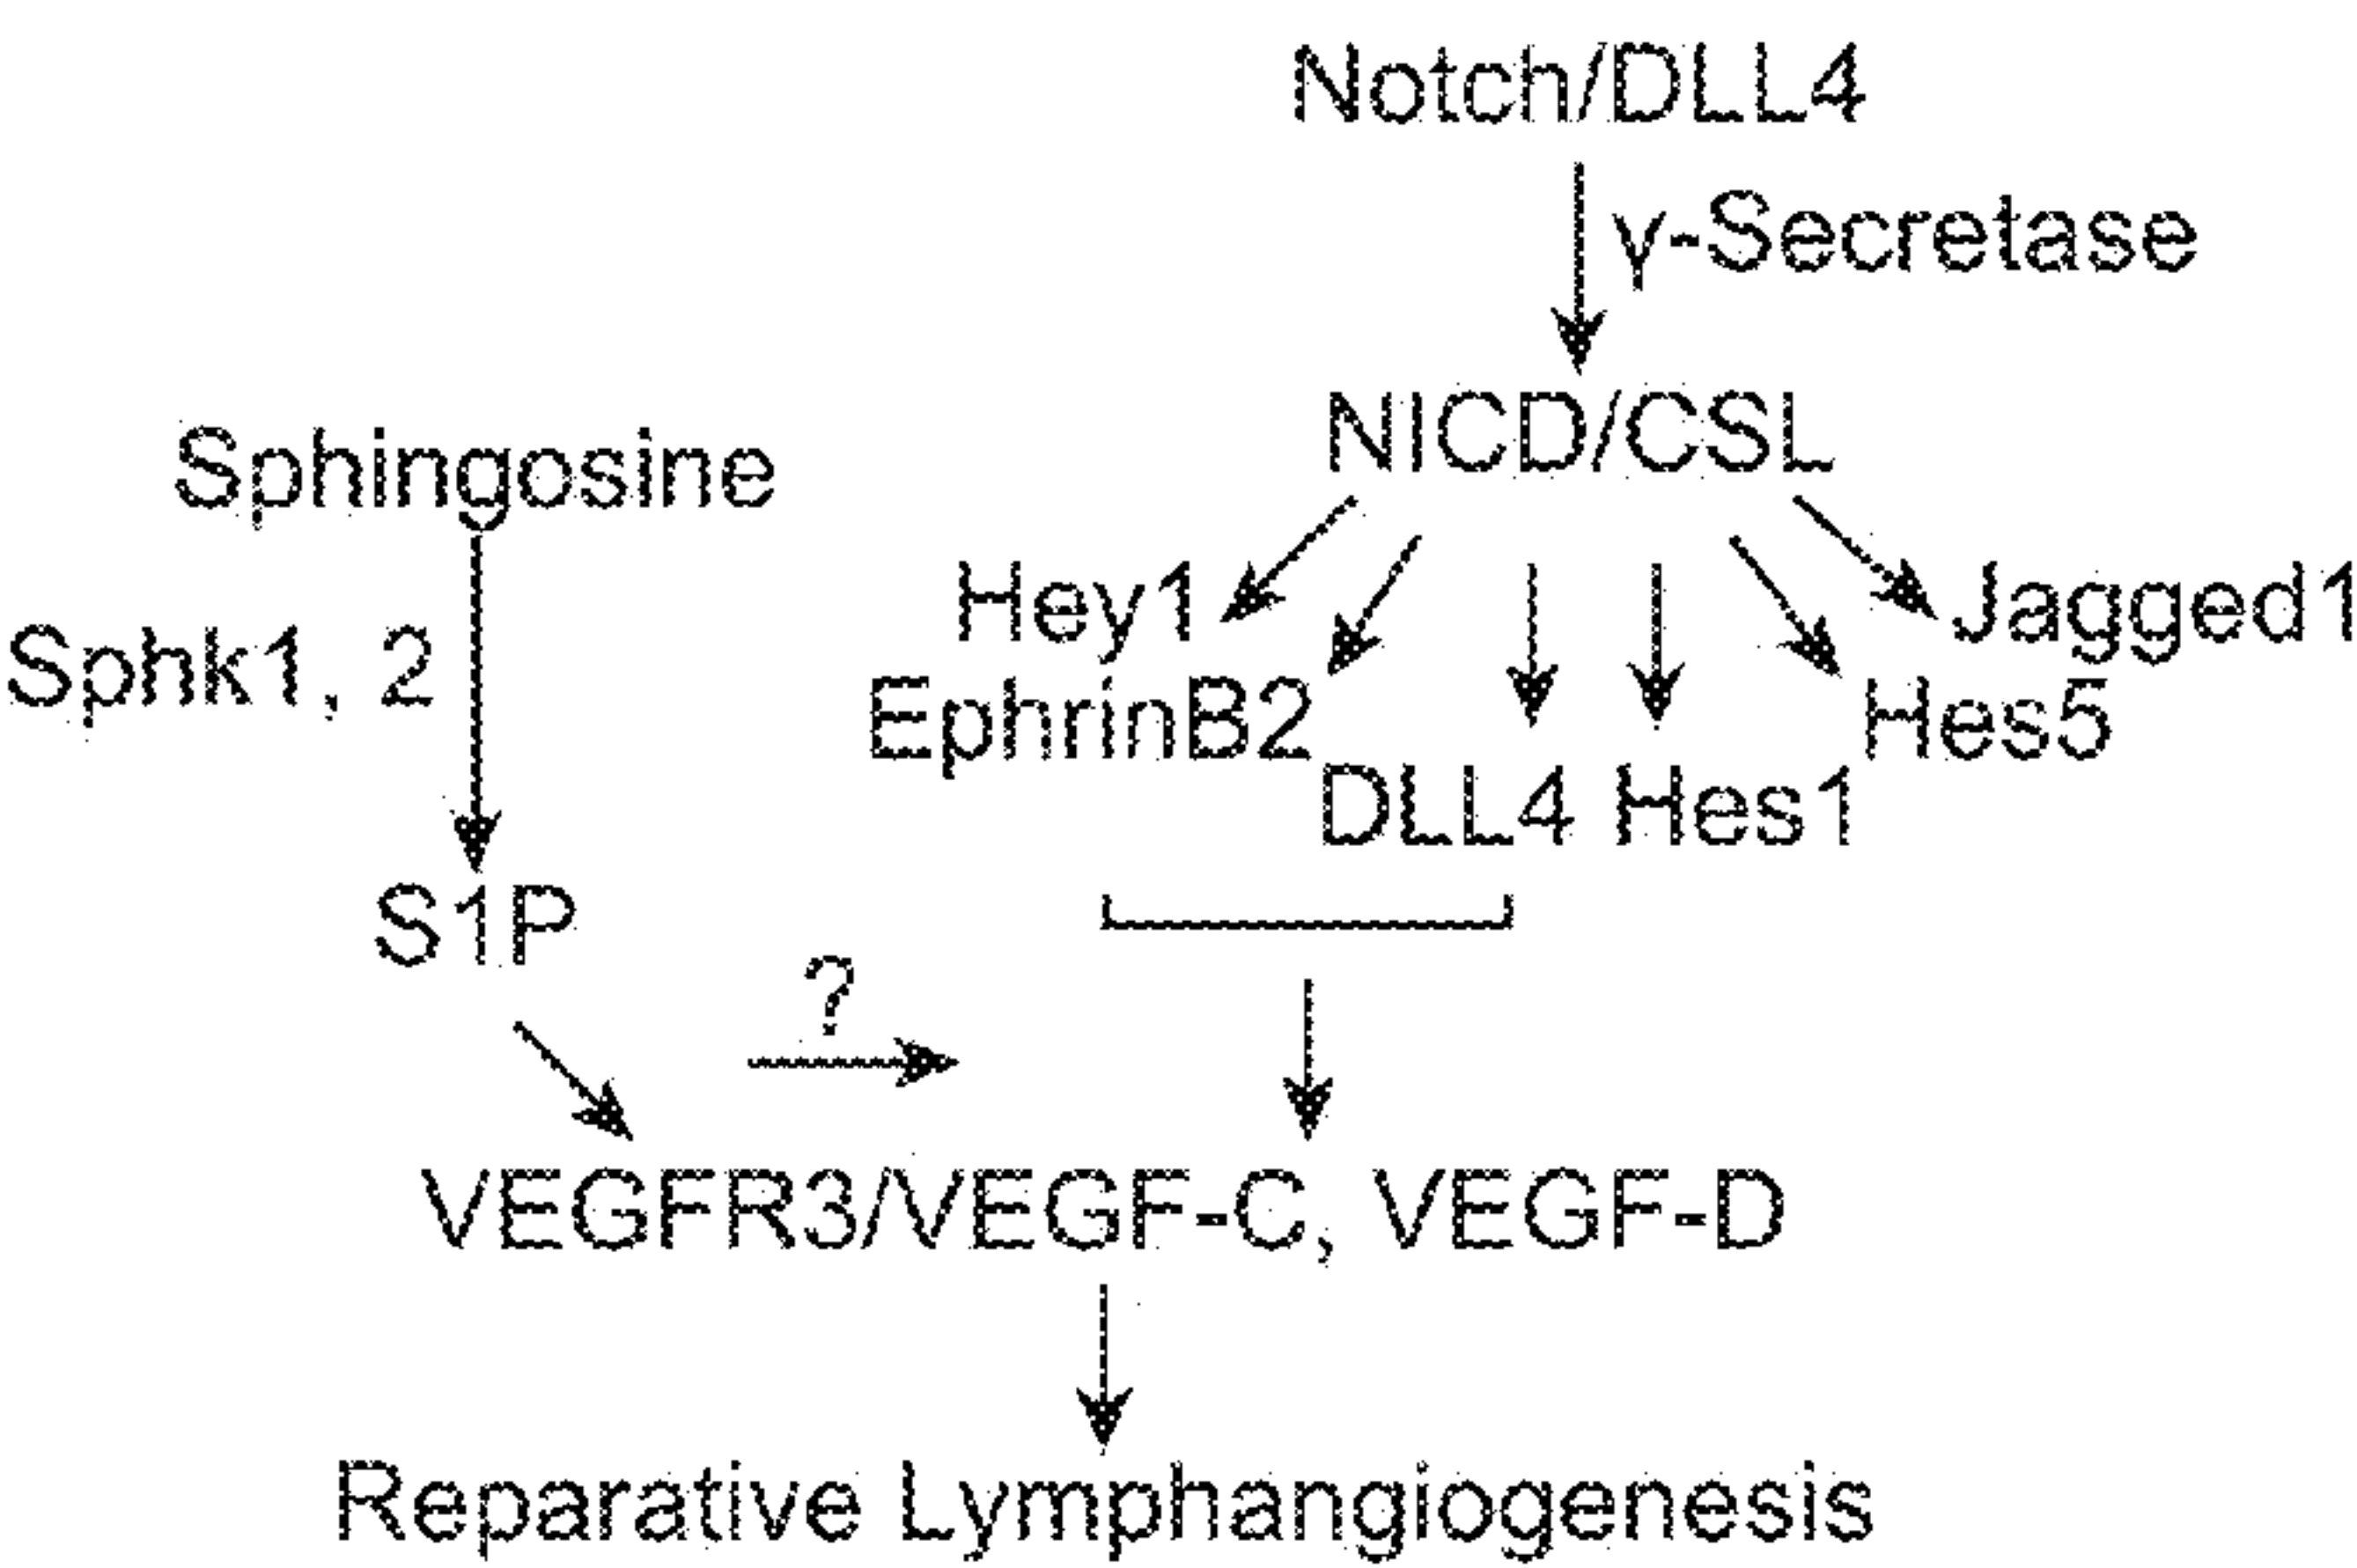 Notch/DLL4
γ-Secretase
NICD/CSL
Sphingosine
Hey1
Jagged1
Sphk1, 2
EphrinB2
Hes5
DLL4 Hes1
S1P
?
VEGFR3/VEGF-C, VEGF-D
Reparative Lymphangiogenesis